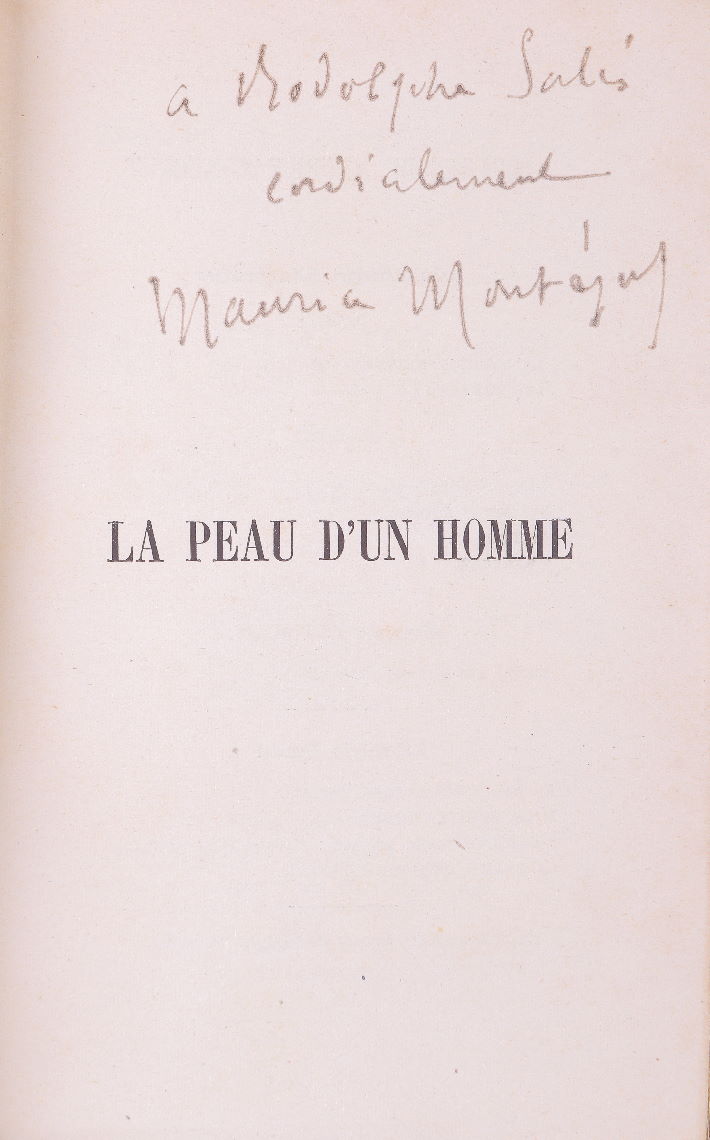 a Rodolphe Salis
cordialement
Maurice Montégut
LA PEAU D'UN HOMME